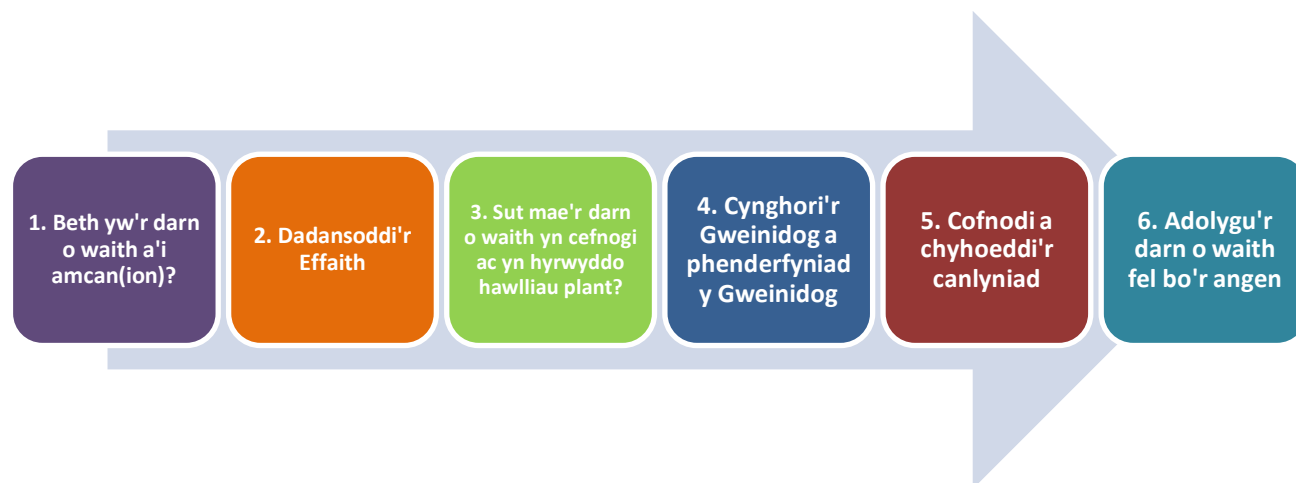 1. Beth yw'r darn
o waith a'i
amcan(ion)?
2. Dadansoddi'r
Effaith
3. Sut mae'r darn
o waith yn cefnogi
ac yn hyrwyddo
hawlliau plant?
4. Cynghori'r
Gweinidog a
phenderfyniad
y Gweinidog
5. Cofnodi a
chyhoeddi'r
canlyniad
6. Adolygu'r
darn o waith
fel bo'r angen